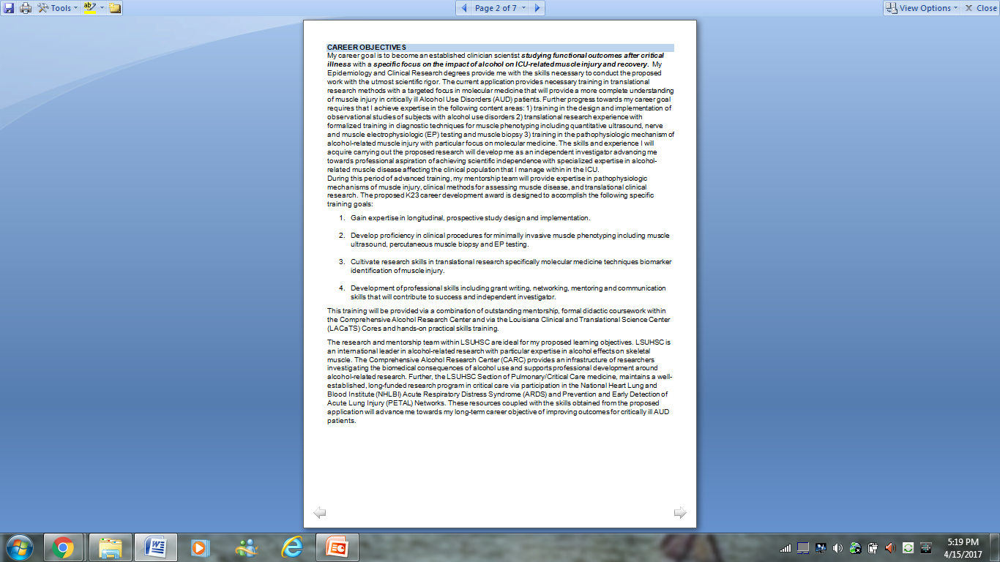 Tools
Page 2 of 7
View Options
Close
CAREER OBJECTIVES
My career goal is to become an established clinician scientist studying functional outcomes after critical
illness with a specific focus on the impact of alcohol on ICU-related muscle injury and recovery. My
Epidemiology and Clinical Research degrees provide me with the skills necessary to conduct the proposed
work with the utmost scientific rigor. The current application provides necessary training in translational
research methods with a targeted focus in molecular medicine that will provide a more complete understanding
of muscle injury in critically ill Alcohol Use Disorders (AUD) patients. Further progress towards my career goal
requires that I achieve expertise in the following content areas: 1) training in the design and implementation of
observational studies of subjects with alcohol use disorders 2) translational research experience with
formalized training in diagnostic techniques for muscle phenotyping including quantitative ultrasound, nerve
and muscle electrophysiologic (EP) testing and muscle biopsy 3) training in the pathophysiologic mechanism of
alcohol-related muscle injury with particular focus on molecular medicine. The skills and experience I will
acquire carrying out the proposed research will develop me as an independent investigator advancing me
towards professional aspiration of achieving scientific independence with specialized expertise in alcohol-
related muscle disease affecting the clinical population that I manage within in the ICU.
During this period of advanced training, my mentorship team will provide expertise in pathophysiologic
mechanisms of muscle injury, clinical methods for assessing muscle disease, and translational clinical
research. The proposed K23 career development award is designed to accomplish the following specific
training goals:
1. Gain expertise in longitudinal, prospective study design and implementation.
2. Develop proficiency in clinical procedures for minimally invasive muscle phenotyping including muscle
ultrasound, percutaneous muscle biopsy and EP testing.
3. Cultivate research skills in translational research specifically molecular medicine techniques biomarker
identification of muscle injury.
4. Development of professional skills including grant writing, networking, mentoring and communication
skills that will contribute to success and independent investigator.
This training will be provided via a combination of outstanding mentorship, formal didactic coursework within
the Comprehensive Alcohol Research Center and via the Louisiana Clinical and Translational Science Center
(LACaTS) Cores and hands-on practical skills training.
The research and mentorship team within LSUHSC are ideal for my proposed learning objectives. LSUHSC is
an international leader in alcohol-related research with particular expertise in alcohol effects on skeletal
muscle. The Comprehensive Alcohol Research Center (CARC) provides an infrastructure of researchers
investigating the biomedical consequences of alcohol use and supports professional development around
alcohol-related research. Further, the LSUHSC Section of Pulmonary/Critical Care medicine, maintains a well-
established, long-funded research program in critical care via participation in the National Heart Lung and
Blood Institute (NHLBI) Acute Respiratory Distress Syndrome (ARDS) and Prevention and Early Detection of
Acute Lung Injury (PETAL) Networks. These resources coupled with the skills obtained from the proposed
application will advance me towards my long-term career objective of improving outcomes for critically ill AUD
patients.
5:19 PM
4/15/2017